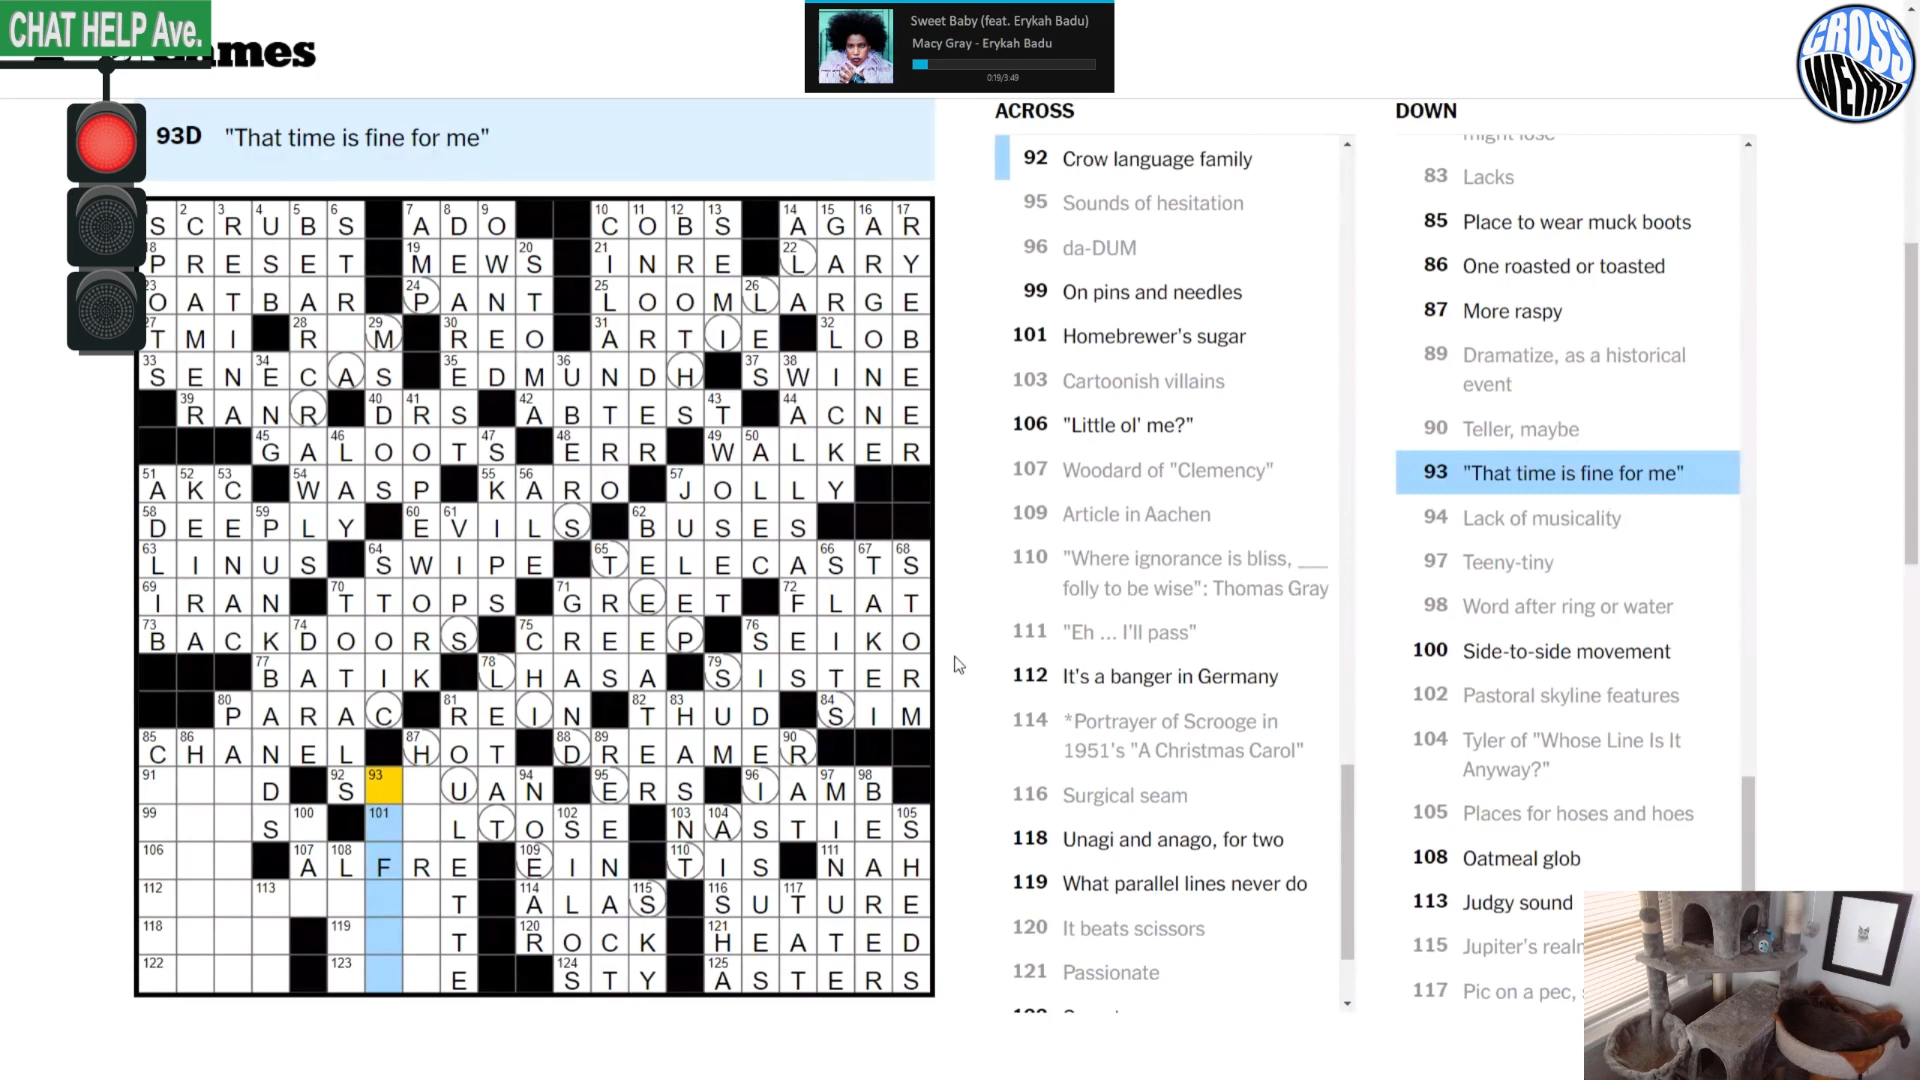 CHAT HELP Ave.
ames
Sweet Baby (feat. Erykah Badu)
Macy Gray - Erykah Badu
0:19/3:49
CROSS
WEIRD
93D "That time is fine for me"
ACROSS
92 Crow language family
95 Sounds of hesitation
96 da-DUM
99 On pins and needles
101 Homebrewer's sugar
103 Cartoonish villains
106 "Little ol' me?"
107 Woodard of "Clemency"
109 Article in Aachen
110 "Where ignorance is bliss, ___
folly to be wise": Thomas Gray
111 "Eh ... I'll pass"
112 It's a banger in Germany
114 *Portrayer of Scrooge in
1951's "A Christmas Carol"
116 Surgical seam
118 Unagi and anago, for two
119 What parallel lines never do
120 It beats scissors
121 Passionate
DOWN
might lose
83 Lacks
85 Place to wear muck boots
86 One roasted or toasted
87 More raspy
89 Dramatize, as a historical
event
90 Teller, maybe
93 "That time is fine for me"
94 Lack of musicality
97 Teeny-tiny
98 Word after ring or water
100 Side-to-side movement
102 Pastoral skyline features
104 Tyler of "Whose Line Is It
Anyway?"
105 Places for hoses and hoes
108 Oatmeal glob
113 Judgy sound
115 Jupiter's
117 Pic on a pec,
S C R U B S A D O C O B S A G A R
P R E S E T M E W S I N R E L A R Y
O A T B A R P A N T L O O M L A R G E
T M I R M R E O A R T I E L O B
S E N E C A S E D M U N D H S W I N E
R A N R D R S A B T E S T A C N E
G A L O O T S E R R W A L K E R
A K C W A S P K A R O J O L L Y
D E E P L Y E V I L S B U S E S
L I N U S S W I P E T E L E C A S T S
I R A N T T O P S G R E E T F L A T
B A C K D O O R S C R E E P S E I K O
B A T I K L H A S A S I S T E R
P A R A C R E I N T H U D S I M
C H A N E L H O T D R E A M E R
D S U A N E R S I A M B
S L T O S E N A S T I E S
A L F R E E I N T I S N A H
T A L A S S U T U R E
T R O C K H E A T E D
E S T Y A S T E R S